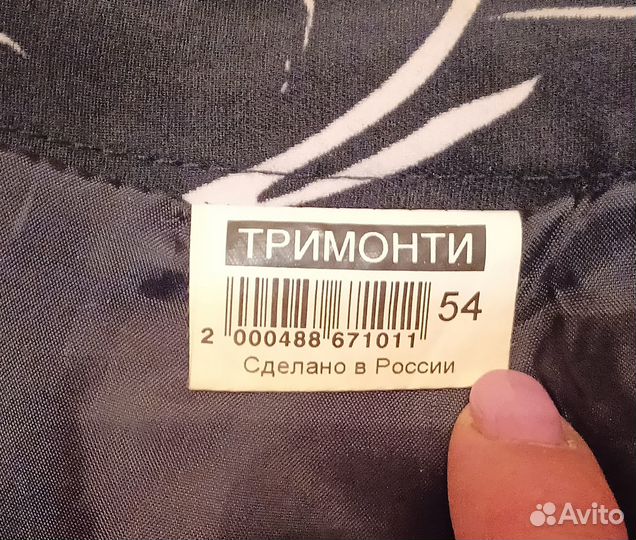 ТРИМОНТИ
54
2 000488 671011
Сделано в России
Avito